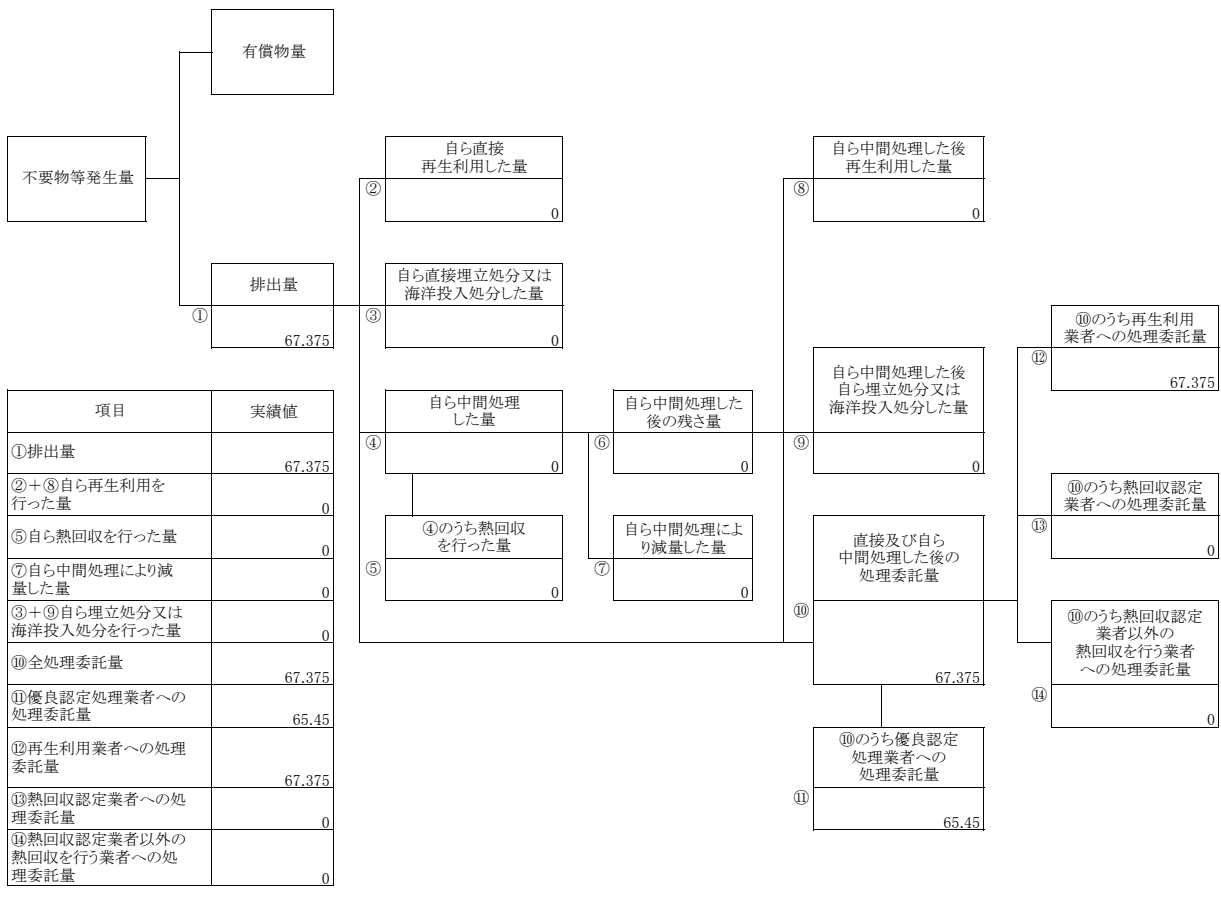 有償物量
不要物等発生量
自ら直接
再生利用した量
②
0
自ら中間処理した後
再生利用した量
⑧
0
排出量
①
67.375
自ら直接埋立処分又は
海洋投入処分した量
③
0
⑩のうち再生利用
業者への処理委託量
⑫
67.375
自ら中間処理
した量
④
0
自ら中間処理した
後の残さ量
⑥
0
自ら中間処理した後
自ら埋立処分又は
海洋投入処分した量
⑨
0
⑩のうち熱回収認定
業者への処理委託量
⑬
0
④のうち熱回収
を行った量
⑤
0
自ら中間処理によ
り減量した量
⑦
0
直接及び自ら
中間処理した後の
処理委託量
⑩
67.375
⑩のうち熱回収認定
業者以外の
熱回収を行う業者
への処理委託量
⑭
0
⑩のうち優良認定
処理業者への
処理委託量
⑪
65.45
項目 実績値
①排出量
67.375
②＋⑧自ら再生利用を
行った量
0
⑤自ら熱回収を行った量
0
⑦自ら中間処理により減
量した量
0
③＋⑨自ら埋立処分又は
海洋投入処分を行った量
0
⑩全処理委託量
67.375
⑪優良認定処理業者への
処理委託量
65.45
⑫再生利用業者への処理
委託量
67.375
⑬熱回収認定業者への処
理委託量
0
⑭熱回収認定業者以外の
熱回収を行う業者への処
理委託量
0